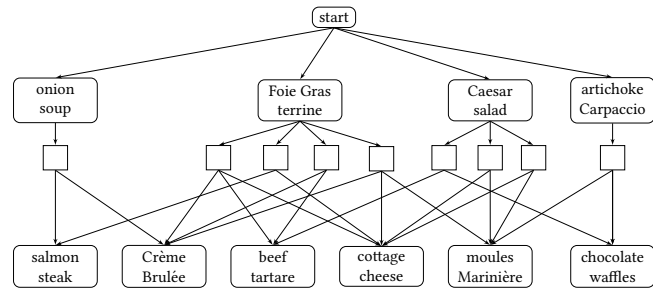 start
onion
soup
Foie Gras
terrine
Caesar
salad
artichoke
Carpaccio
salmon
steak
Crème
Brulée
beef
tartare
cottage
cheese
moules
Marinière
chocolate
waffles